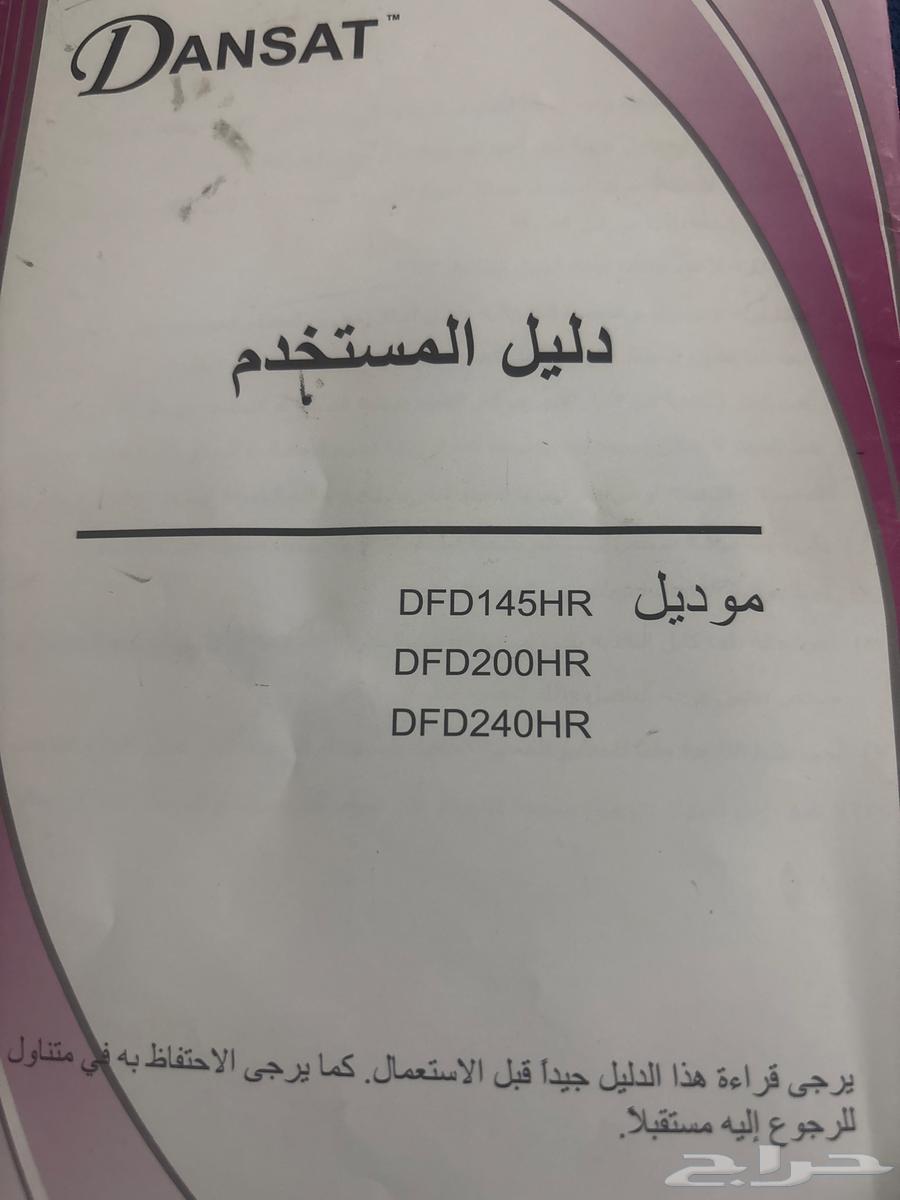 DANSAT™
دليل المستخدم
موديل DFD145HR
DFD200HR
DFD240HR
يرجى قراءة هذا الدليل جيداً قبل الاستعمال. كما يرجى الاحتفاظ به في متناول
للرجوع إليه مستقبلاً.
حراج